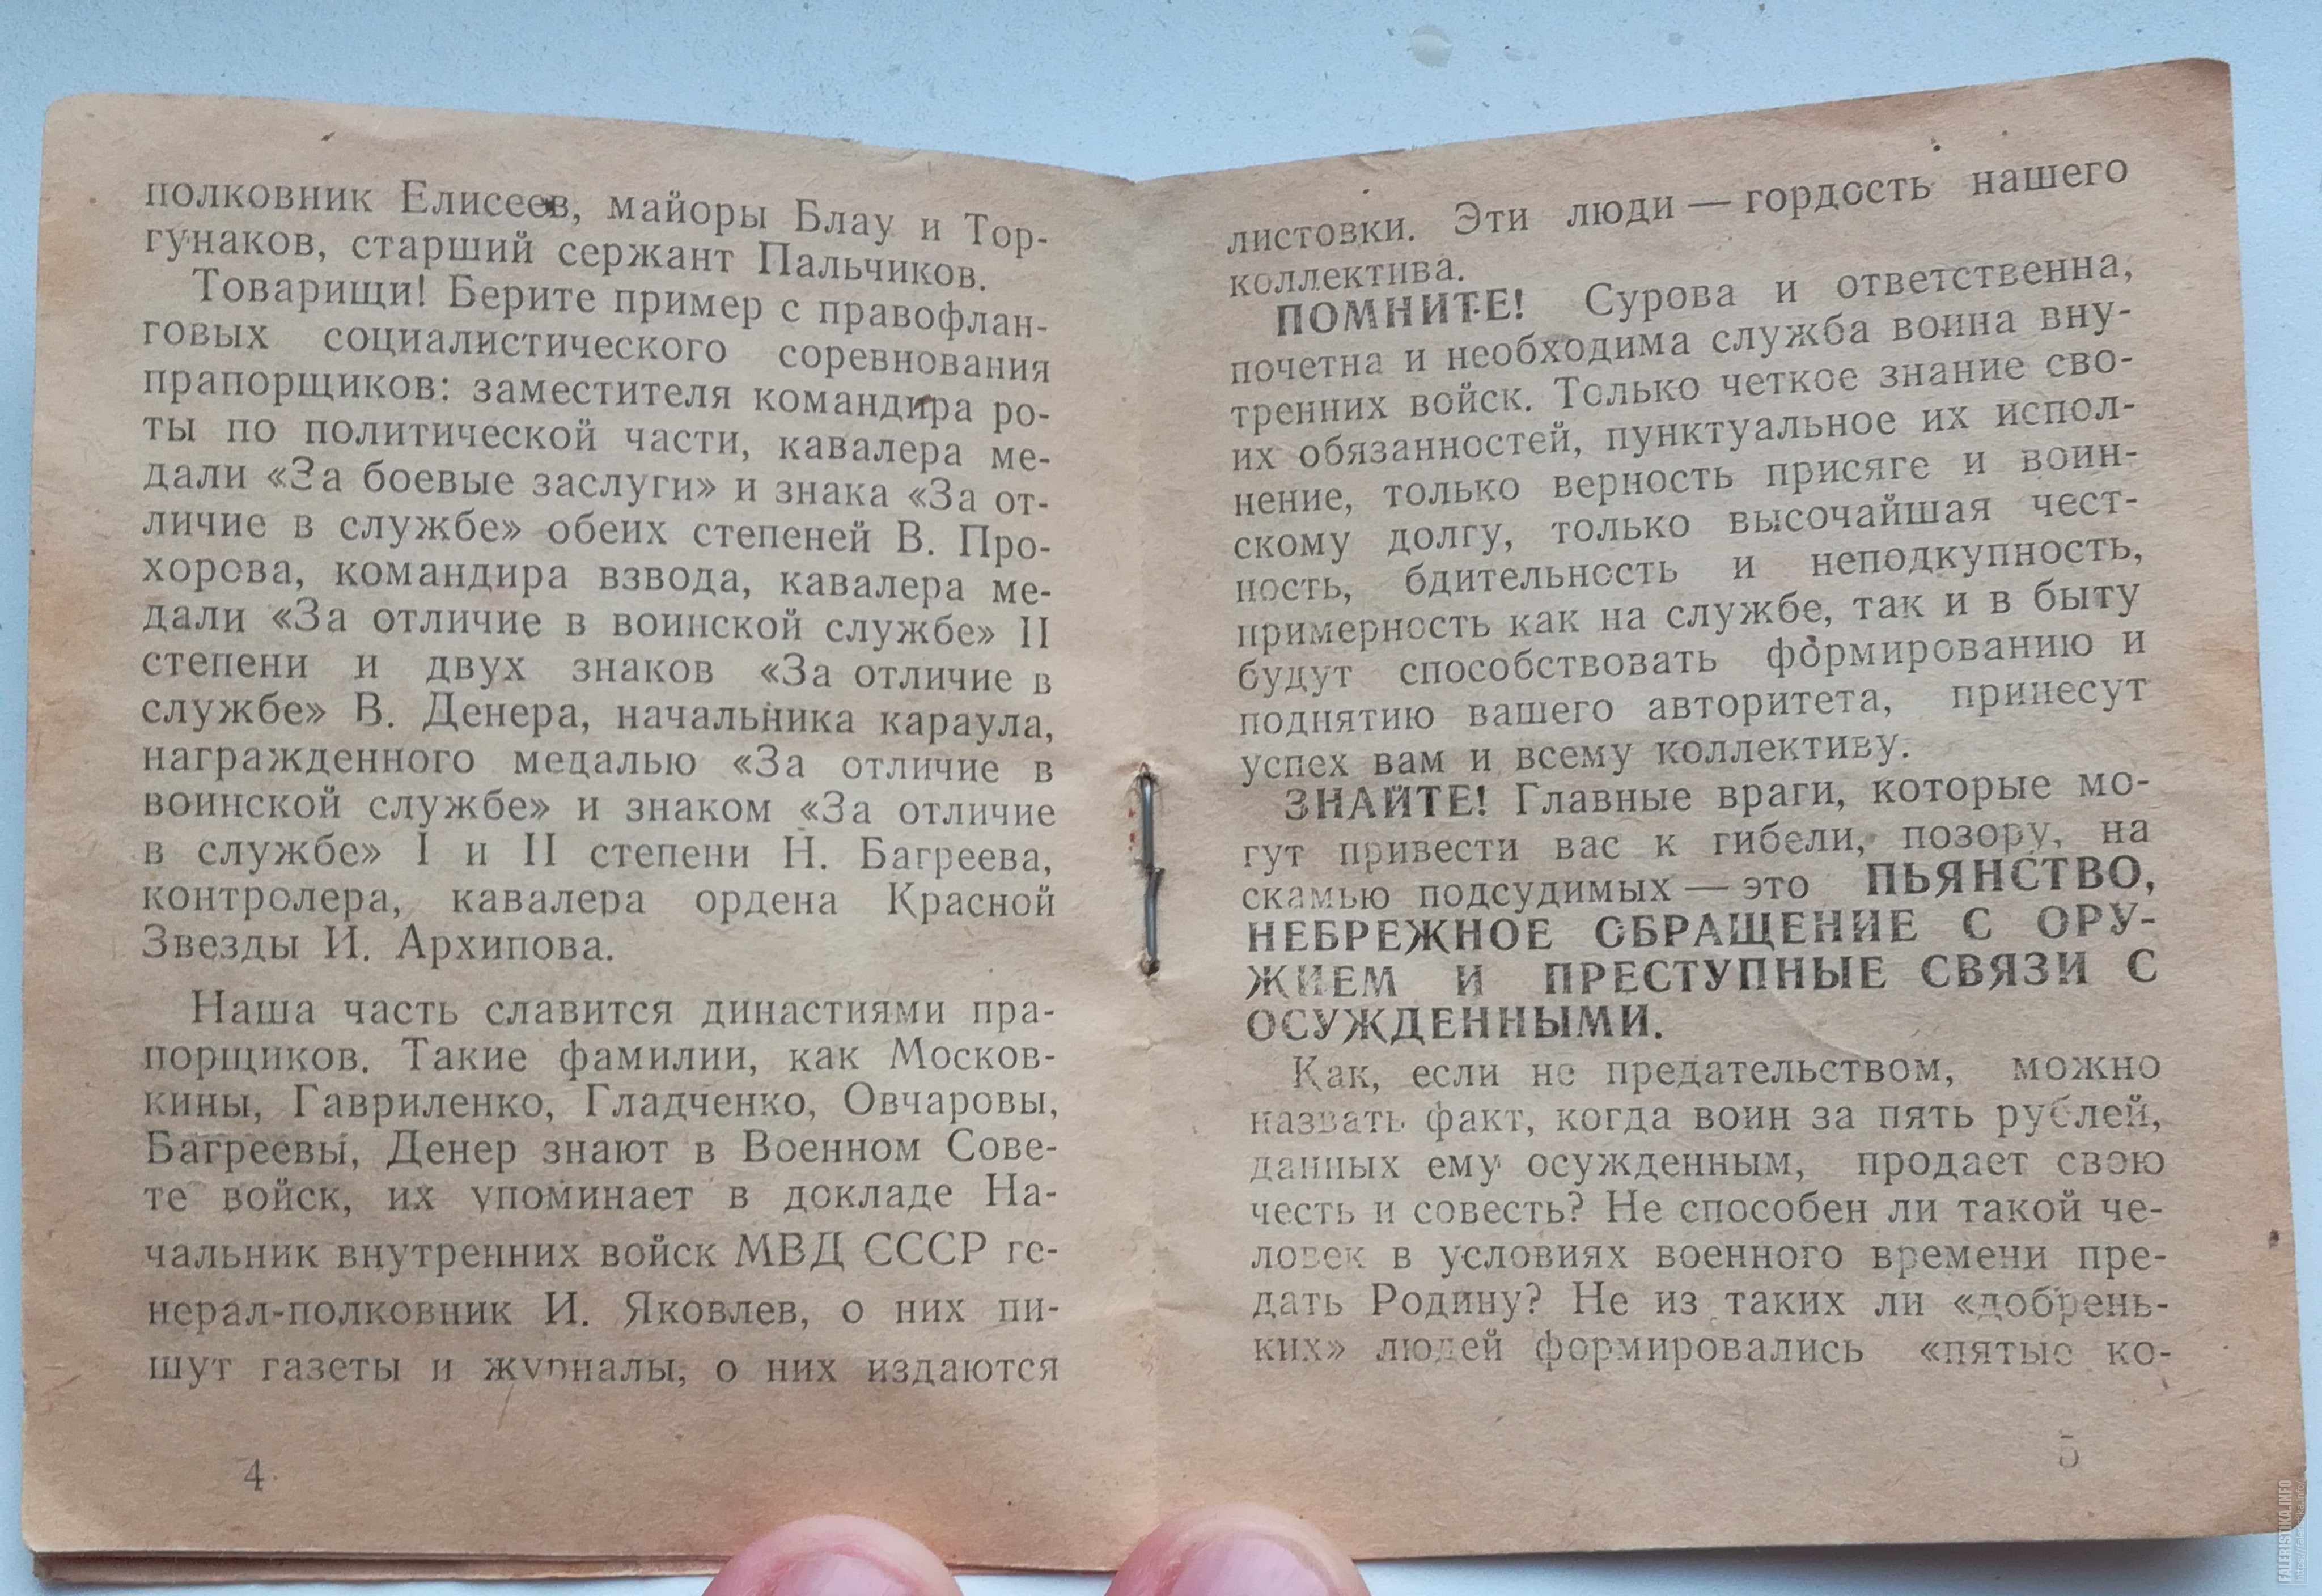 полковник Елисеев, майоры Блау и Тор-
гунаков, старший сержант Пальчиков.
Товарищи! Берите пример с правофлан-
говых социалистического соревнования
прапорщиков: заместителя командира ро-
ты по политической части, кавалера ме-
дали «За боевые заслуги» и знака «За от-
личие в службе» обеих степеней В. Про-
хорова, командира взвода, кавалера ме-
дали «За отличие в воинской службе» II
степени и двух знаков «За отличие в
службе» В. Денера, начальника караула,
награжденного медалью «За отличие в
воинской службе» и знаком «За отличие
в службе» I и II степени Н. Багреева,
контролера, кавалера ордена Красной
Звезды И. Архипова.
Наша часть славится династиями пра-
порщиков. Такие фамилии, как Москов-
кины, Гавриленко, Гладченко, Овчаровы,
Багреевы, Денер знают в Военном Сове-
те войск, их упоминает в докладе На-
чальник внутренних войск МВД СССР ге-
нерал-полковник И. Яковлев, о них пи-
шут газеты и журналы, о них издаются
4
листовки. Эти люди — гордость нашего
коллектива.
ПОМНИТЕ! Сурова и ответственна,
почетна и необходима служба воина вну-
тренних войск. Только четкое знание сво-
их обязанностей, пунктуальное их испол-
нение, только верность присяге и воин-
скому долгу, только высочайшая чест-
ность, бдительность и неподкупность,
примерность как на службе, так и в быту
будут способствовать формированию и
поднятию вашего авторитета, принесут
успех вам и всему коллективу.
ЗНАЙТЕ! Главные враги, которые мо-
гут привести вас к гибели, позору, на
скамью подсудимых — это ПЬЯНСТВО,
НЕБРЕЖНОЕ ОБРАЩЕНИЕ С ОРУ-
ЖИЕМ И ПРЕСТУПНЫЕ СВЯЗИ С
ОСУЖДЕННЫМИ.
Как, если не предательством, можно
назвать факт, когда воин за пять рублей,
данных ему осужденным, продает свою
честь и совесть? Не способен ли такой че-
ловек в условиях военного времени пре-
дать Родину? Не из таких ли «добрень-
ких» людей формировались «пятые ко-
5
FALERISTIKA.INFO